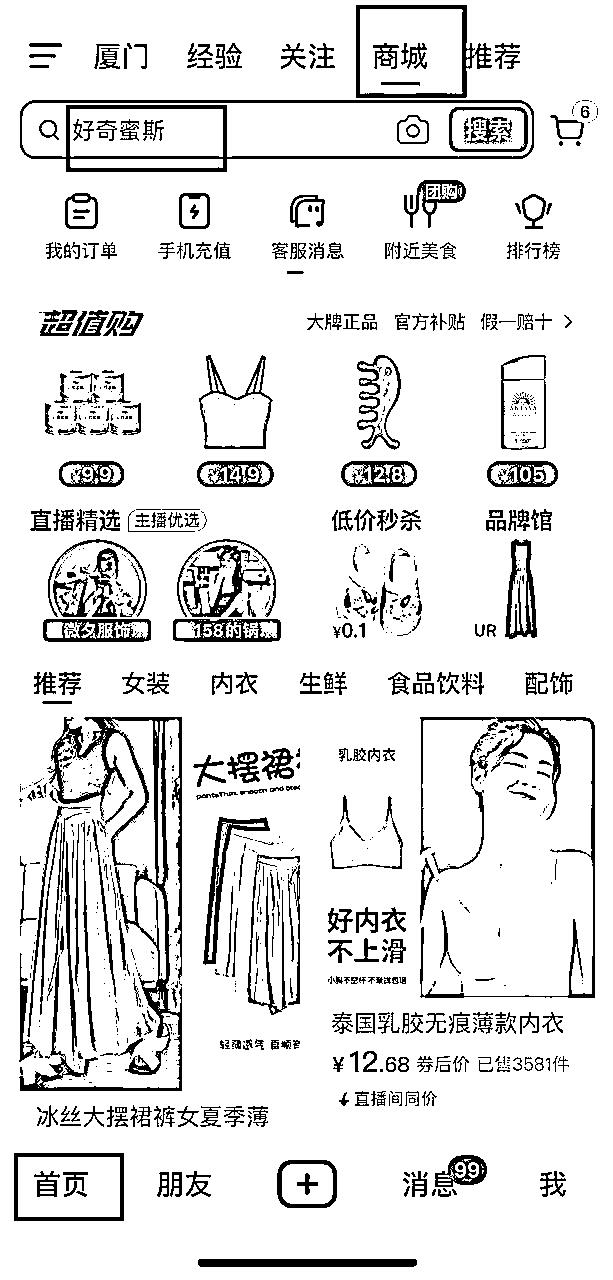 厦门 经验 关注 商城 推荐
好奇蜜斯 搜索 6
团购
我的订单 手机充值 客服消息 附近美食 排行榜
超值购 大牌正品 官方补贴 假一赔十
¥9.9 ¥14.9 ¥12.8 ¥105
直播精选 主播优选 低价秒杀 品牌馆
¥0.1 UR
微夕服饰 158的锅
推荐 女装 内衣 生鲜 食品饮料 配饰
大摆裙
轻薄透气
冰丝大摆裙裤女夏季薄
乳胶内衣
好内衣
不上滑
泰国乳胶无痕薄款内衣
¥12.68 券后价 已售3581件
直播间同价
首页 朋友 消息 99 我